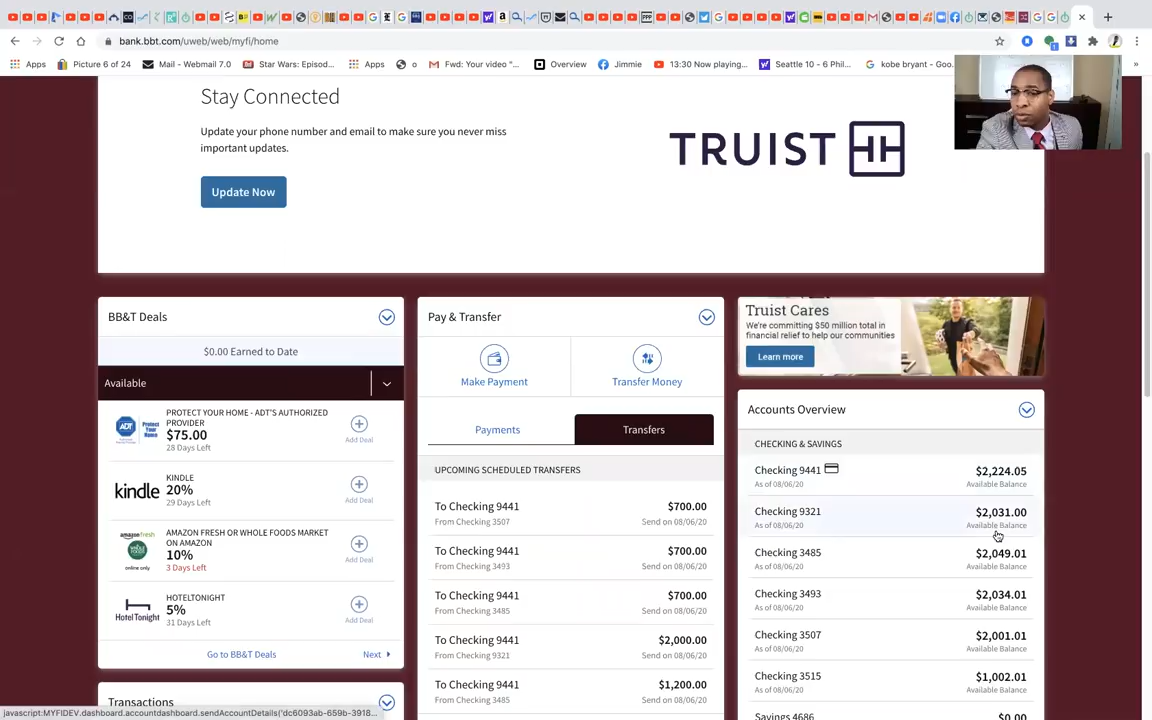 bank.bbt.com/uweb/web/myfi/home
Apps
Picture 6 of 24
Mail - Webmail 7.0
Star Wars: Episod...
Apps
o
Fwd: Your video "...
Overview
Jimmie
13:30 Now playing...
Seattle 10 - 6 Phil...
kobe bryant - Goo...
»
Stay Connected
Update your phone number and email to make sure you never miss
important updates.
Update Now
TRUIST
BB&T Deals
$0.00 Earned to Date
Available
PROTECT YOUR HOME - ADT'S AUTHORIZED
PROVIDER
$75.00
28 Days Left
Add Deal
ADT
kindle
KINDLE
20%
29 Days Left
Add Deal
AMAZON FRESH OR WHOLE FOODS MARKET
ON AMAZON
10%
3 Days Left
Add Deal
amazonfresh
online only
HotelTonight
HOTELTONIGHT
5%
31 Days Left
Add Deal
Go to BB&T Deals
Next
Transactions
Pay & Transfer
Make Payment
Transfer Money
Payments
Transfers
UPCOMING SCHEDULED TRANSFERS
To Checking 9441 $700.00
From Checking 3507 Send on 08/06/20
To Checking 9441 $700.00
From Checking 3493 Send on 08/06/20
To Checking 9441 $700.00
From Checking 3485 Send on 08/06/20
To Checking 9441 $2,000.00
From Checking 9321 Send on 08/06/20
To Checking 9441 $1,200.00
From Checking 3485 Send on 08/06/20
Truist Cares
We're committing $50 million total in
financial relief to help our communities
Learn more
Accounts Overview
CHECKING & SAVINGS
Checking 9441 $2,224.05
As of 08/06/20 Available Balance
Checking 9321 $2,031.00
As of 08/06/20 Available Balance
Checking 3485 $2,049.01
As of 08/06/20 Available Balance
Checking 3493 $2,034.01
As of 08/06/20 Available Balance
Checking 3507 $2,001.01
As of 08/06/20 Available Balance
Checking 3515 $1,002.01
As of 08/06/20 Available Balance
Savings 4686 $0.00
javascript:MYFIDEV.dashboard.accountdashboard.sendAccountDetails('dc6093ab-659b-3918...